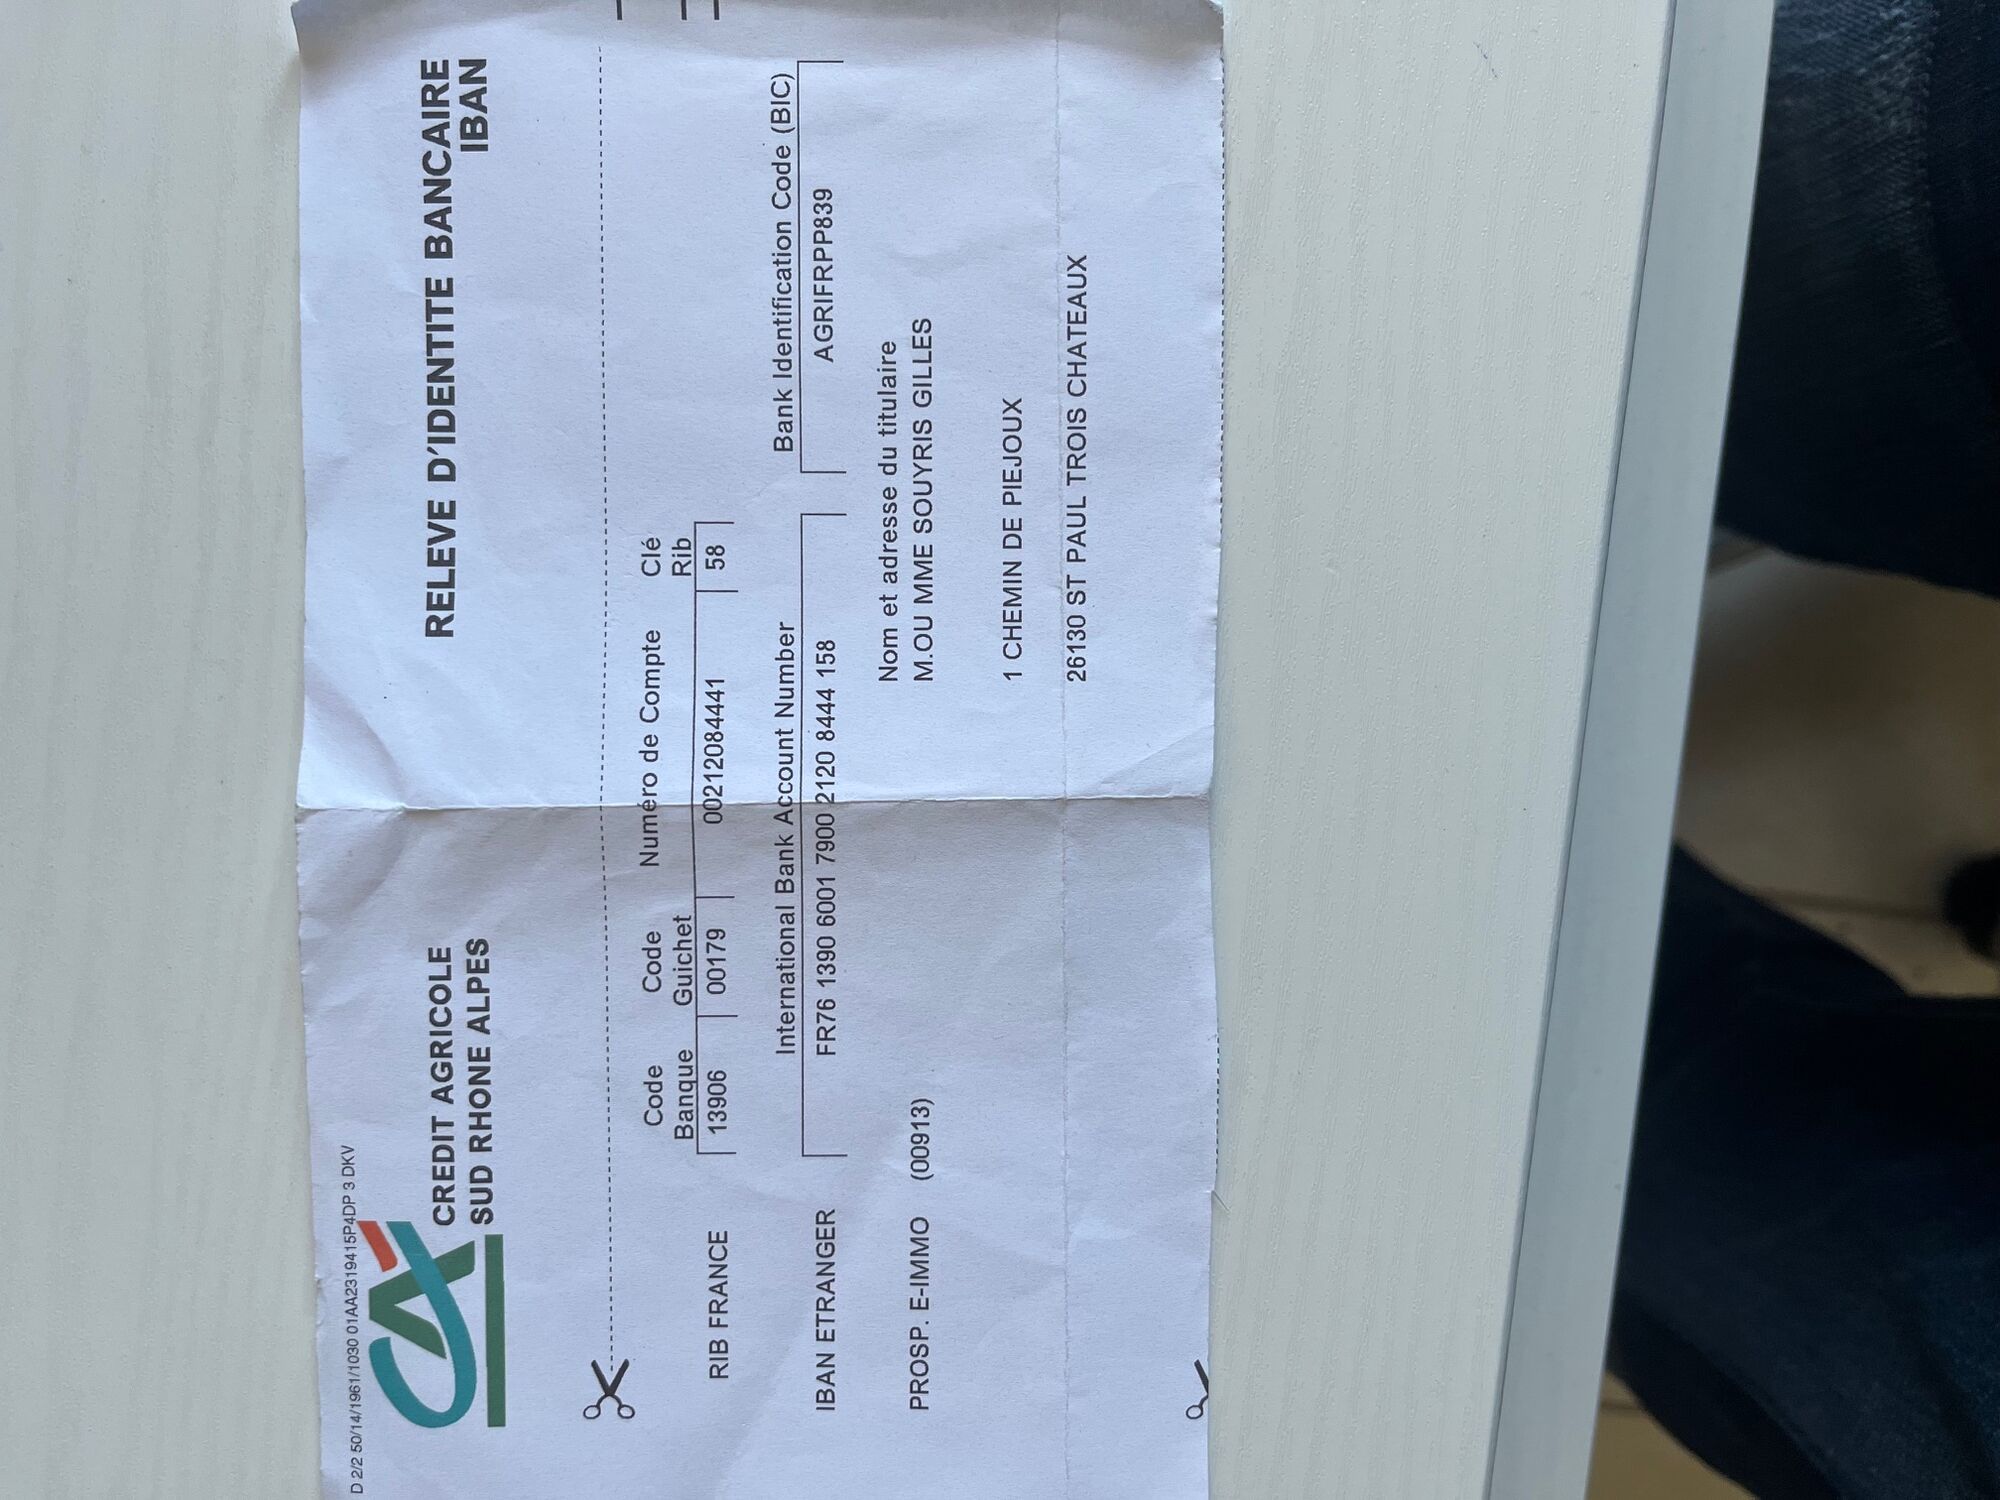 D 2/2 50/14/1961/1030 01AA2319415P4DP 3 DKV
CA
CREDIT AGRICOLE
SUD RHONE ALPES
RELEVE D'IDENTITE BANCAIRE
IBAN
Code Banque
Code Guichet
Numéro de Compte
Clé Rib
RIB FRANCE 13906 00179 00212084441 58
International Bank Account Number
Bank Identification Code (BIC)
IBAN ETRANGER FR76 1390 6001 7900 2120 8444 158 AGRIFRPP839
Nom et adresse du titulaire
PROSP. E-IMMO (00913) M.OU MME SOUYRIS GILLES
1 CHEMIN DE PIEJOUX
26130 ST PAUL TROIS CHATEAUX